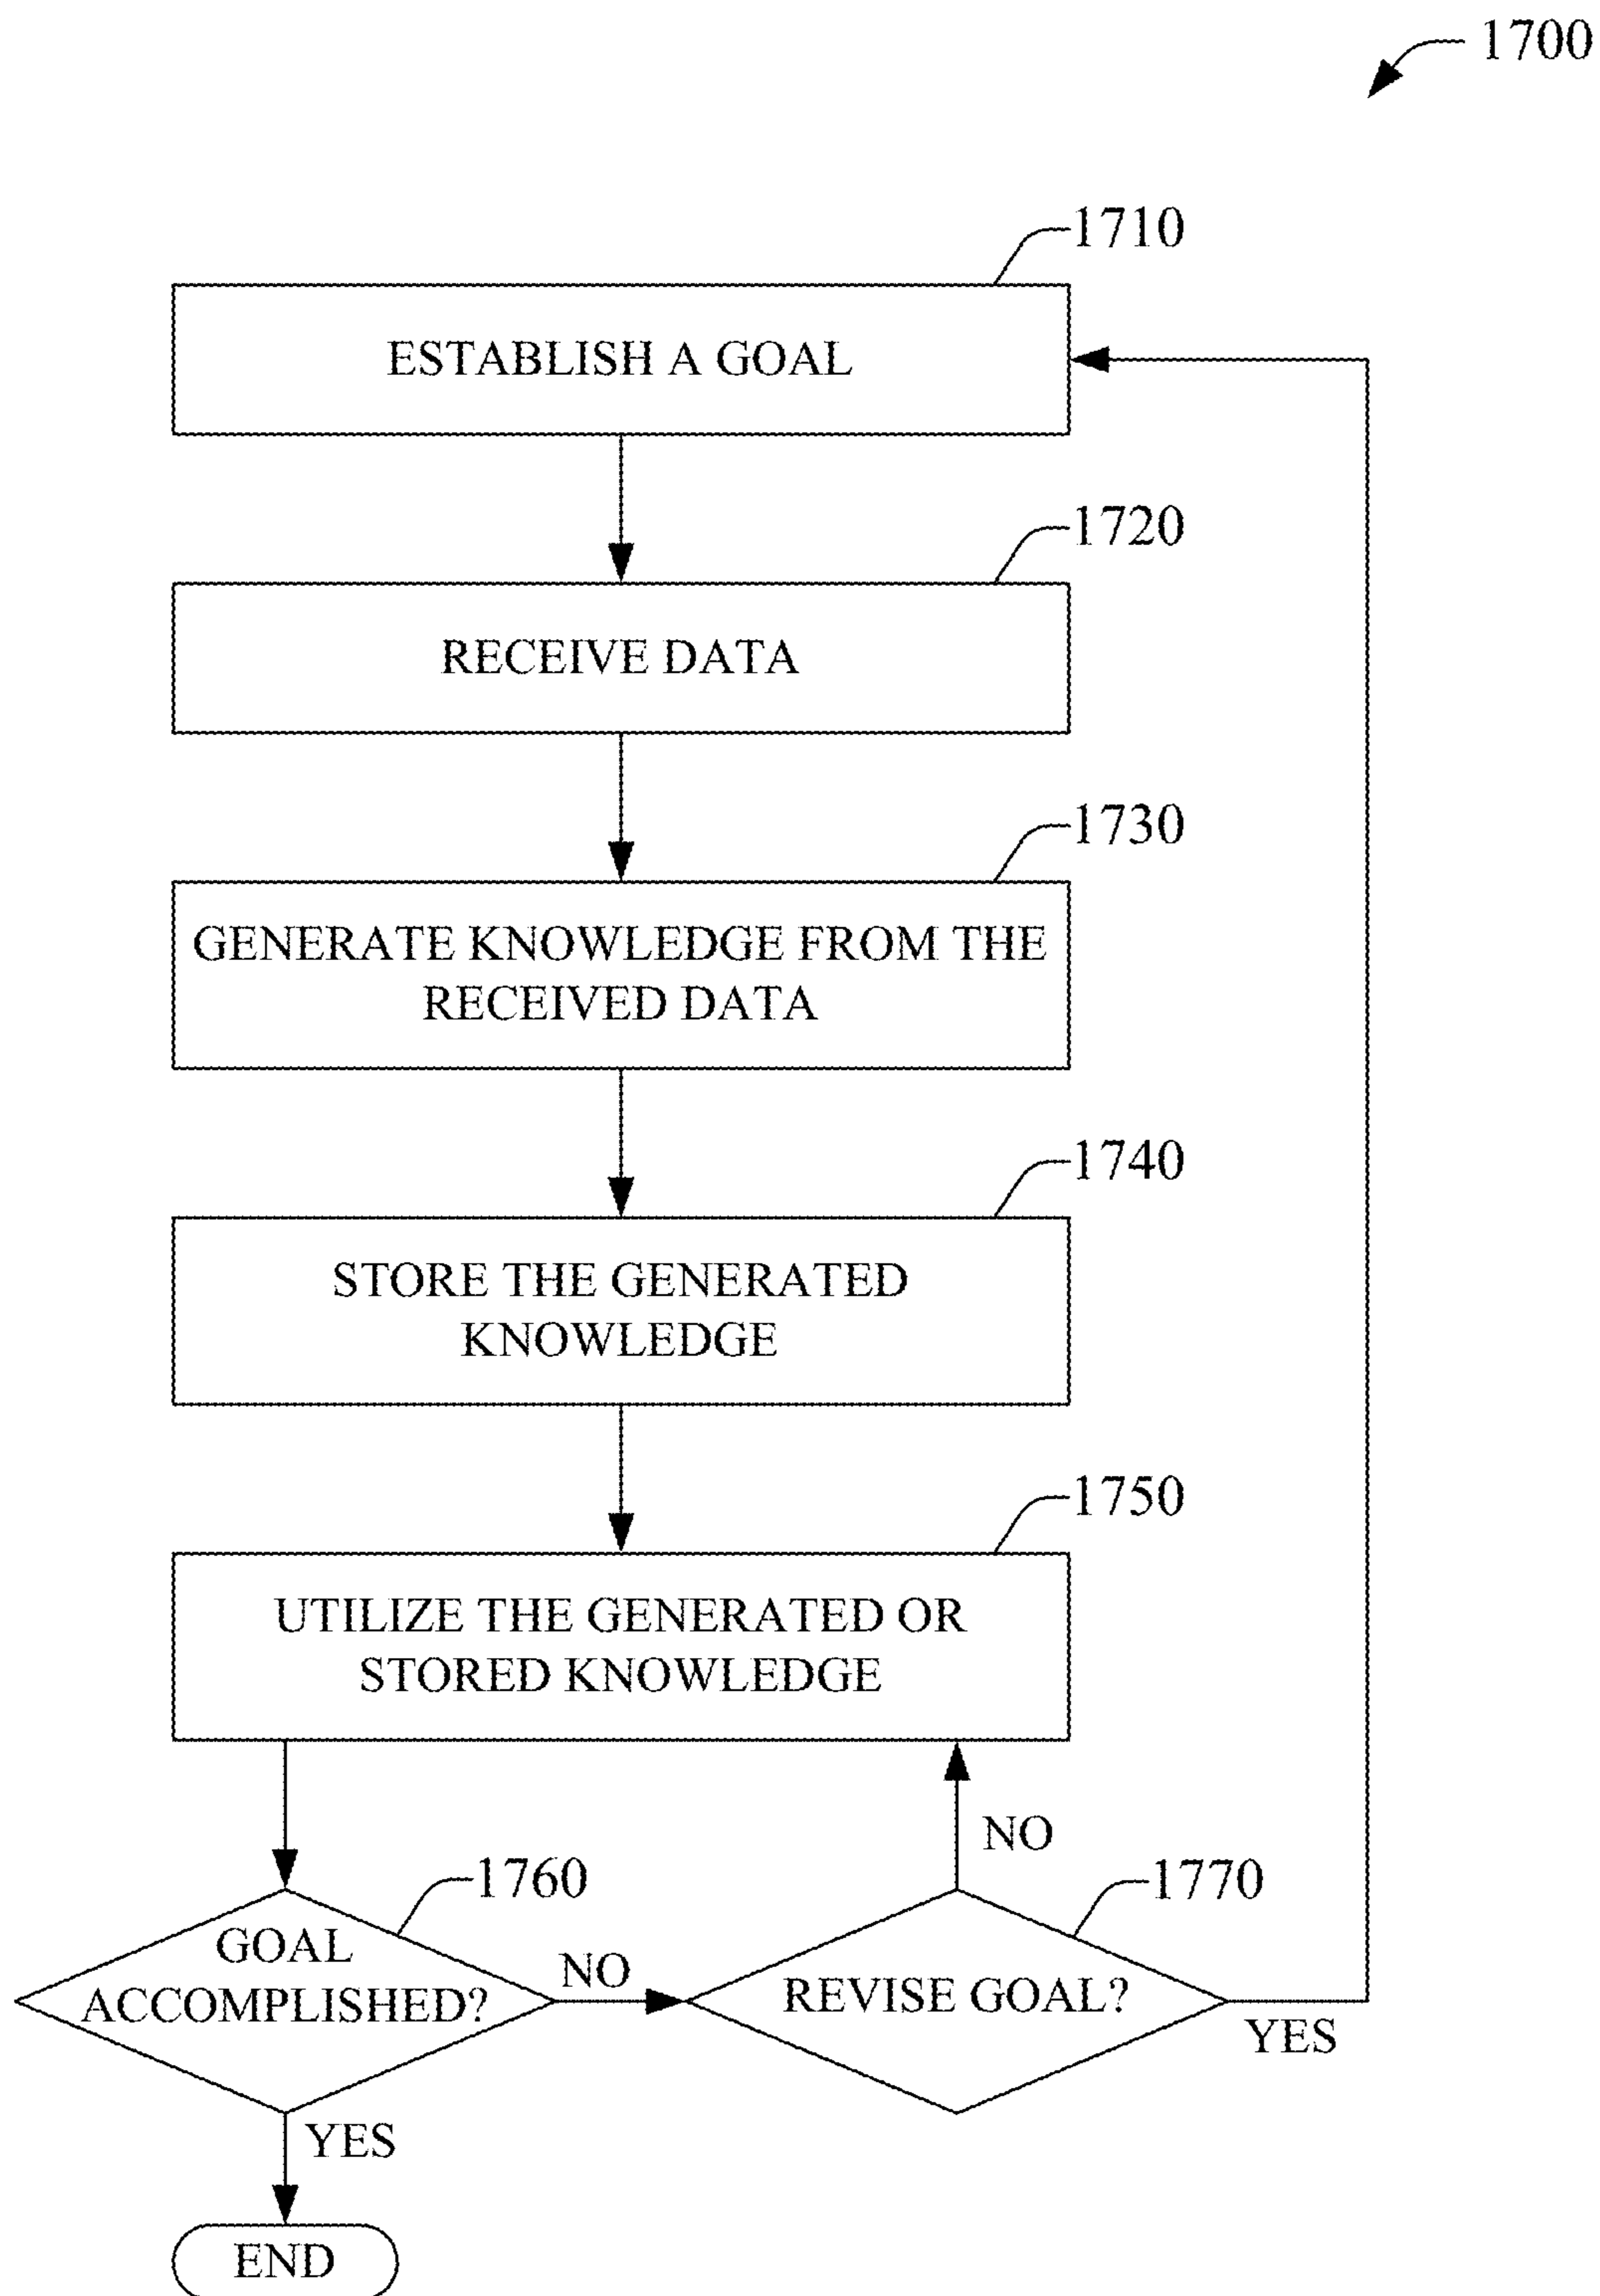 1700
1710
ESTABLISH A GOAL
1720
RECEIVE DATA
1730
GENERATE KNOWLEDGE FROM THE
RECEIVED DATA
1740
STORE THE GENERATED
KNOWLEDGE
1750
UTILIZE THE GENERATED OR
STORED KNOWLEDGE
NO
1760
1770
GOAL
ACCOMPLISHED?
NO
REVISE GOAL?
YES
YES
END